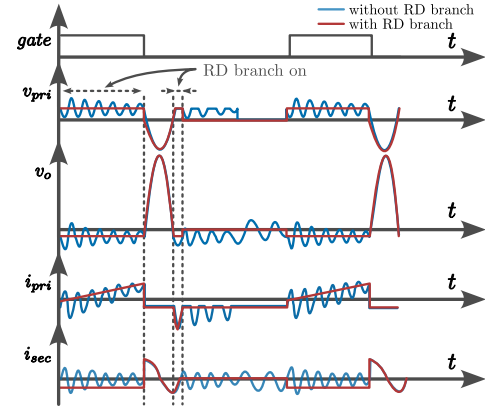 without RD branch
with RD branch
gate
t
RD branch on
v_pri
t
v_o
t
i_pri
t
i_sec
t